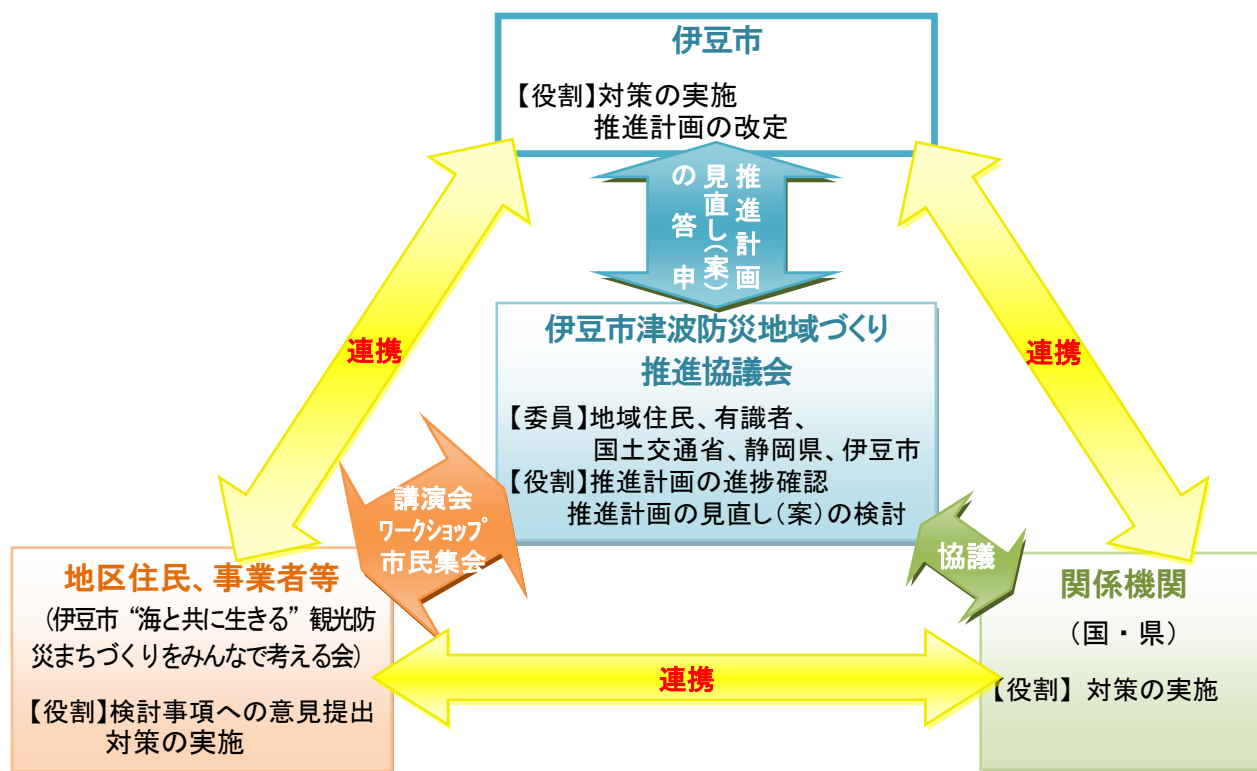 伊豆市
【役割】対策の実施
推進計画の改定
推進計画
見直し(案)
の答申
連携
連携
伊豆市津波防災地域づくり
推進協議会
【委員】地域住民、有識者、
国土交通省、静岡県、伊豆市
【役割】推進計画の進捗確認
推進計画の見直し(案)の検討
講演会
ワークショップ
市民集会
協議
地区住民、事業者等
(伊豆市“海と共に生きる”観光防
災まちづくりをみんなで考える会)
【役割】検討事項への意見提出
対策の実施
連携
関係機関
(国・県)
【役割】対策の実施